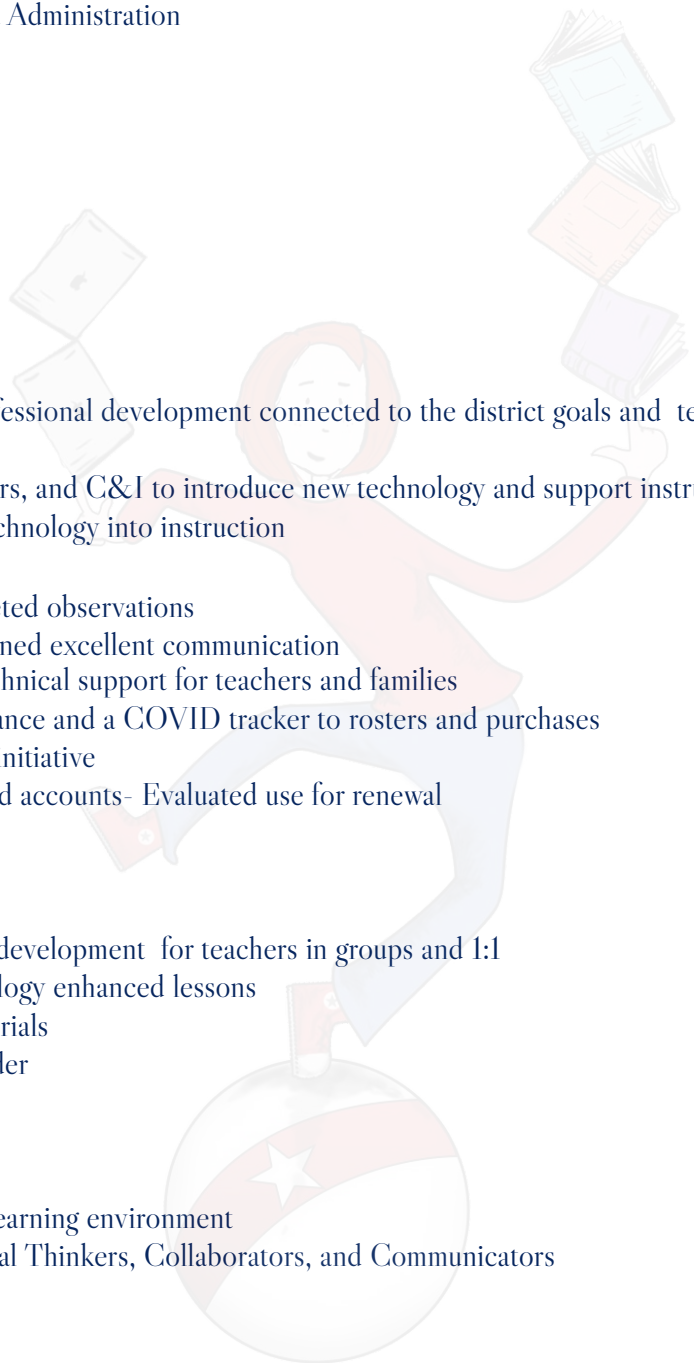 Administration
fessional development connected to the district goals and te
rs, and C&I to introduce new technology and support instr
chnology into instruction
ted observations
ned excellent communication
hnical support for teachers and families
ance and a COVID tracker to rosters and purchases
initiative
d accounts- Evaluated use for renewal
development for teachers in groups and 1:1
logy enhanced lessons
rials
der
earning environment
al Thinkers, Collaborators, and Communicators